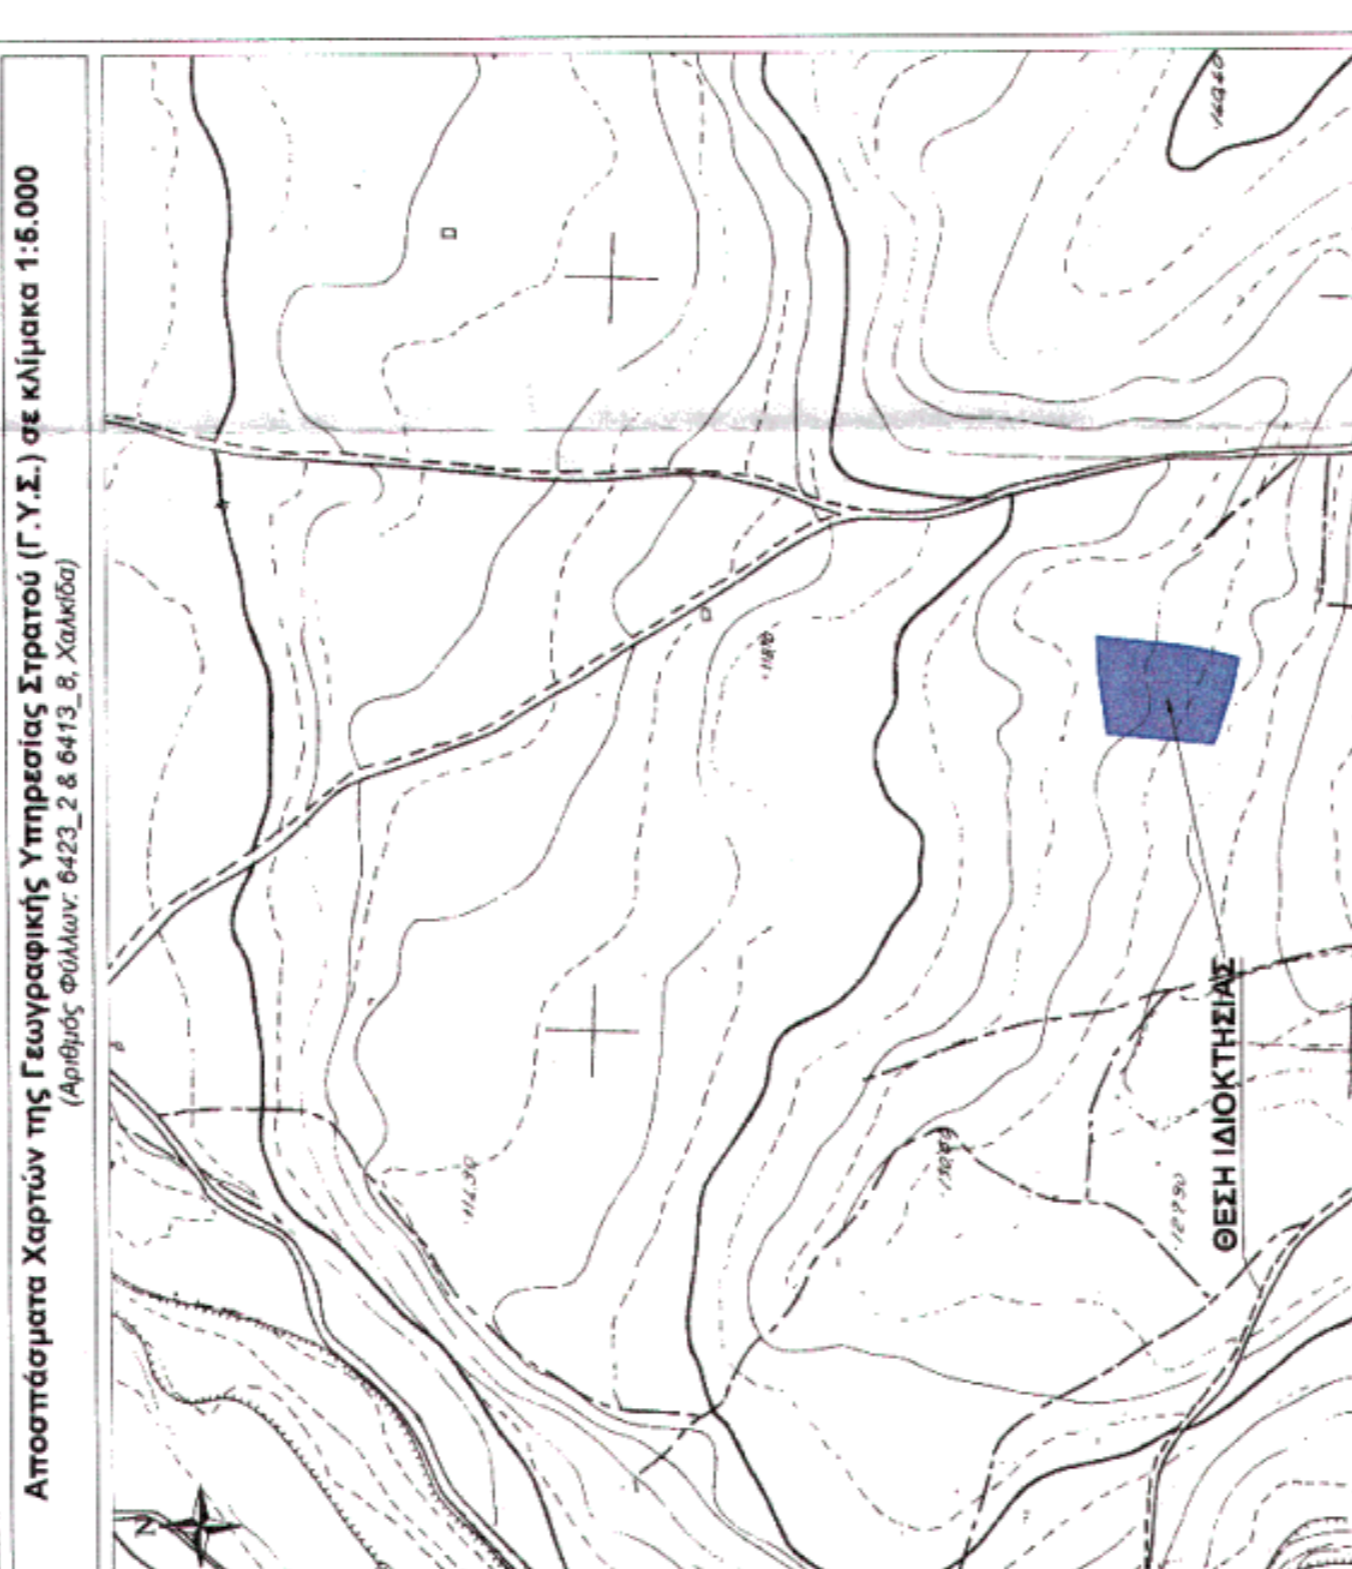 Αποσπάσματα Χαρτών της Γεωγραφικής Υπηρεσίας Στρατού (Γ.Υ.Σ.) σε κλίμακα 1:5.000
(Αριθμός Φύλλων: 6423_2 & 6413_8, Χαλκίδα)
ΘΕΣΗ ΙΔΙΟΚΤΗΣΙΑΣ
N